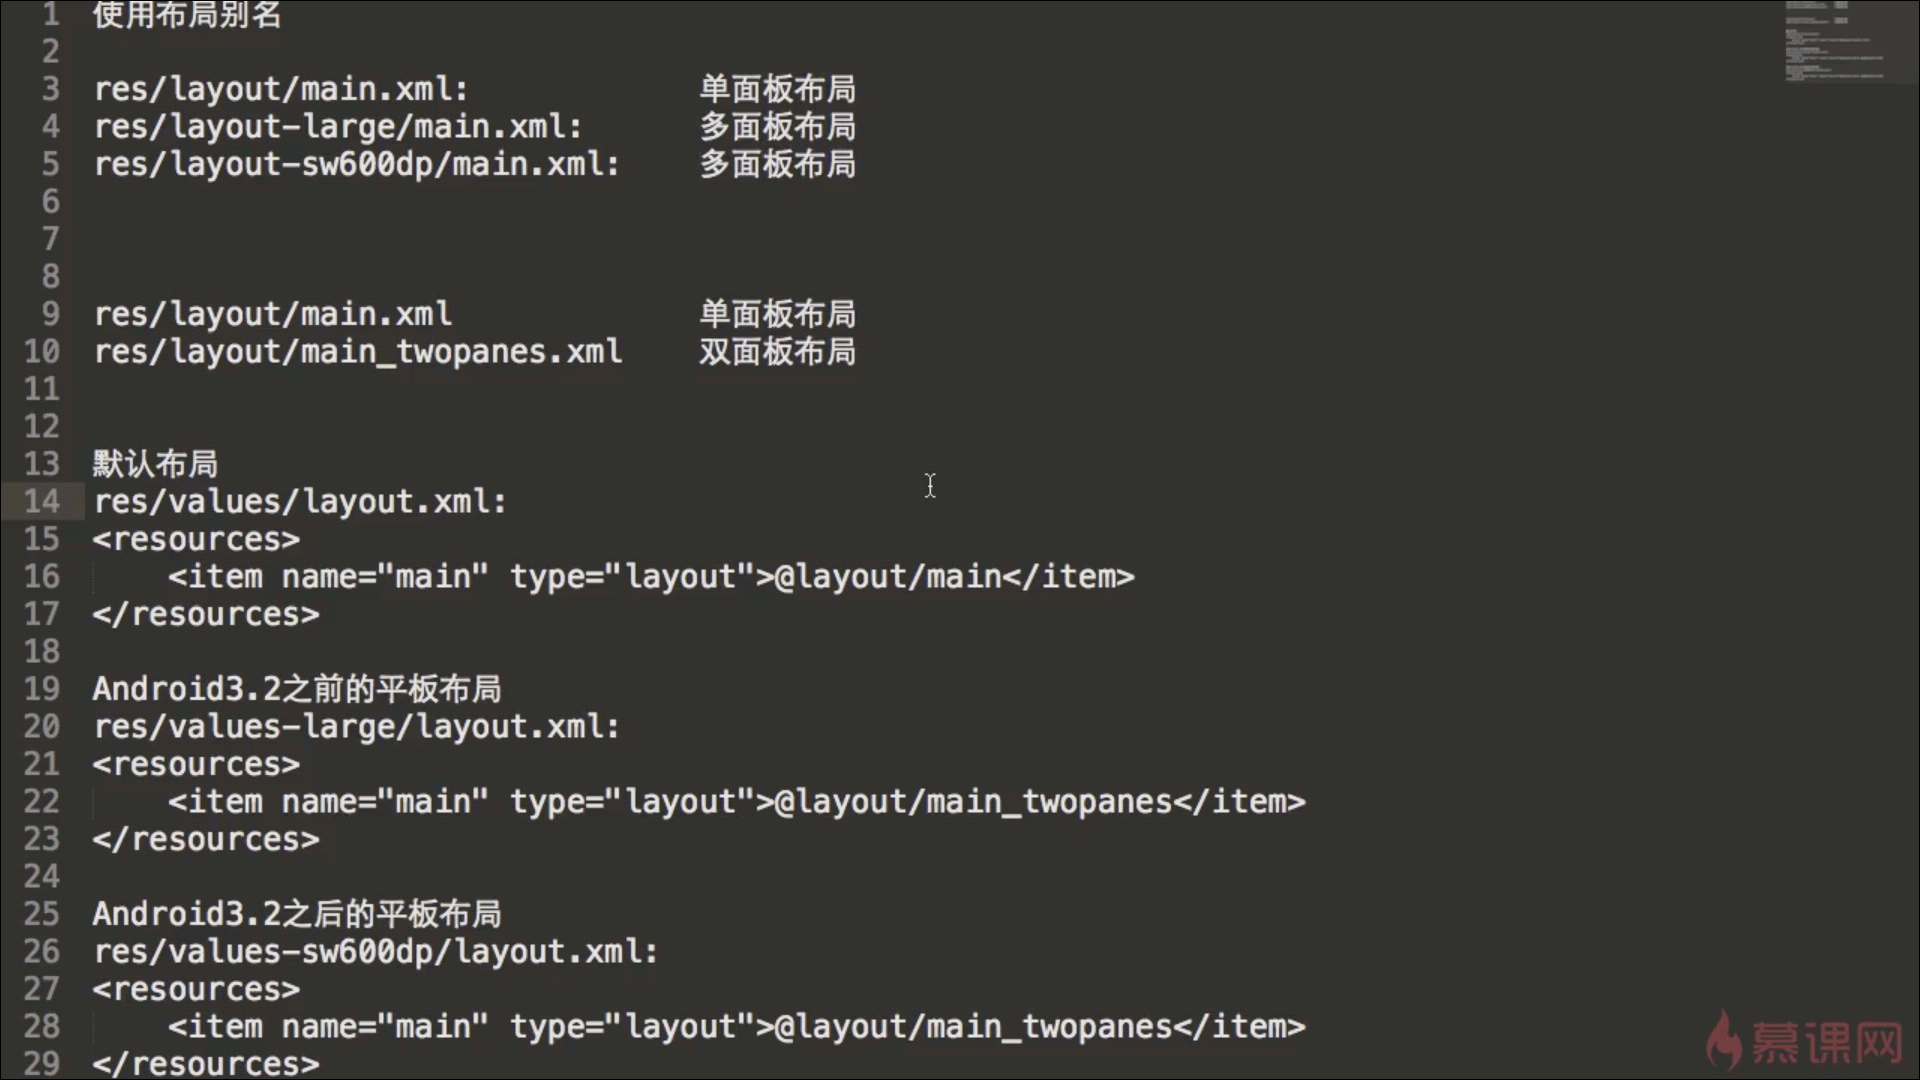 1 使用布局别名
2
3 res/layout/main.xml: 单面板布局
4 res/layout-large/main.xml: 多面板布局
5 res/layout-sw600dp/main.xml: 多面板布局
6
7
8
9 res/layout/main.xml 单面板布局
10 res/layout/main_twopanes.xml 双面板布局
11
12
13 默认布局
14 res/values/layout.xml:
15 <resources>
16 <item name="main" type="layout">@layout/main</item>
17 </resources>
18
19 Android3.2之前的平板布局
20 res/values-large/layout.xml:
21 <resources>
22 <item name="main" type="layout">@layout/main_twopanes</item>
23 </resources>
24
25 Android3.2之后的平板布局
26 res/values-sw600dp/layout.xml:
27 <resources>
28 <item name="main" type="layout">@layout/main_twopanes</item>
29 </resources>
慕课网